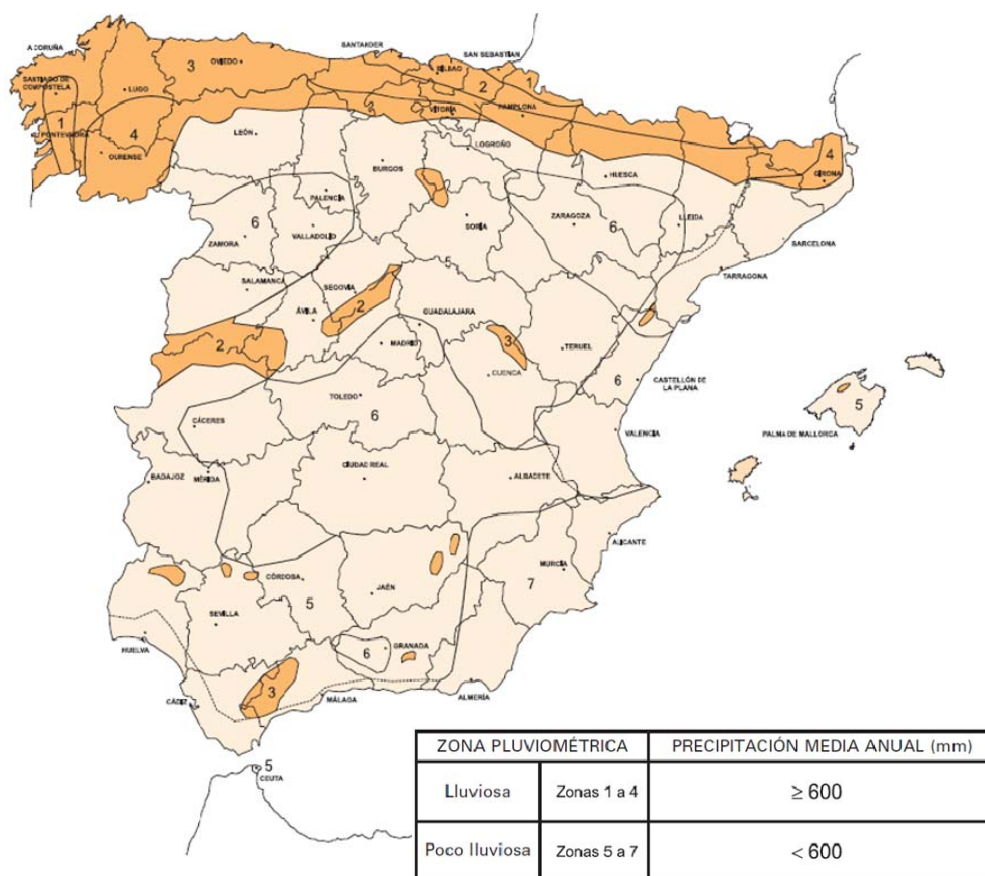 A CORUÑA
SANTIAGO DE
COMPOSTELA
LUGO
PONTEVEDRA
OURENSE
1
4
3
OVIEDO
SANTANDER
BILBAO
SAN SEBASTIÁN
2
1
VITORIA
PAMPLONA
LEÓN
BURGOS
LOGROÑO
HUESCA
4
GIRONA
PALENCIA
6
ZAMORA
VALLADOLID
SORIA
ZARAGOZA
6
LLEIDA
BARCELONA
5
TARRAGONA
SALAMANCA
SEGOVIA
ÁVILA
2
GUADALAJARA
2
MADRID
3
CUENCA
TERUEL
6
CASTELLÓN DE
LA PLANA
5
PALMA DE MALLORCA
CÁCERES
TOLEDO
6
VALENCIA
BADAJOZ
MÉRIDA
CIUDAD REAL
ALBACETE
ALICANTE
MURCIA
7
CÓRDOBA
5
JAÉN
SEVILLA
HUELVA
6
GRANADA
3
CÁDIZ
MÁLAGA
ALMERÍA
5
CEUTA
ZONA PLUVIOMÉTRICA PRECIPITACIÓN MEDIA ANUAL (mm)
Lluviosa Zonas 1 a 4 ≥ 600
Poco lluviosa Zonas 5 a 7 < 600